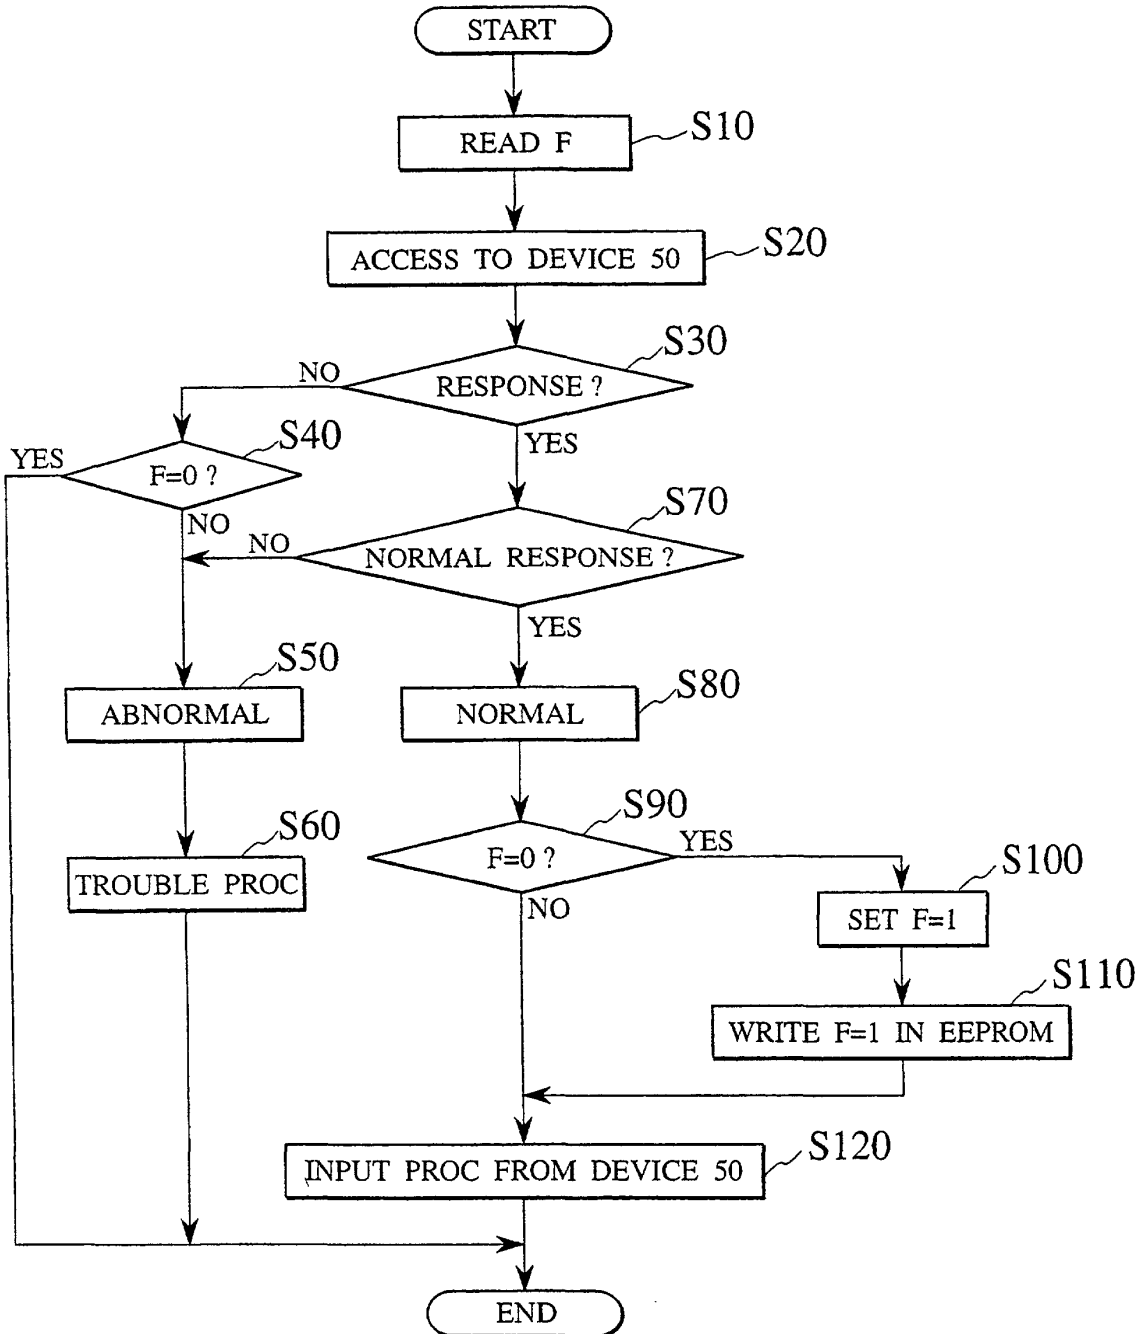 START
READ F
S10
ACCESS TO DEVICE 50
S20
S30
NO
RESPONSE ?
YES
S40
YES
F=0 ?
NO
S70
NO
NORMAL RESPONSE ?
YES
S50
ABNORMAL
S80
NORMAL
S60
TROUBLE PROC
S90
F=0 ?
YES
NO
S100
SET F=1
S110
WRITE F=1 IN EEPROM
S120
INPUT PROC FROM DEVICE 50
END